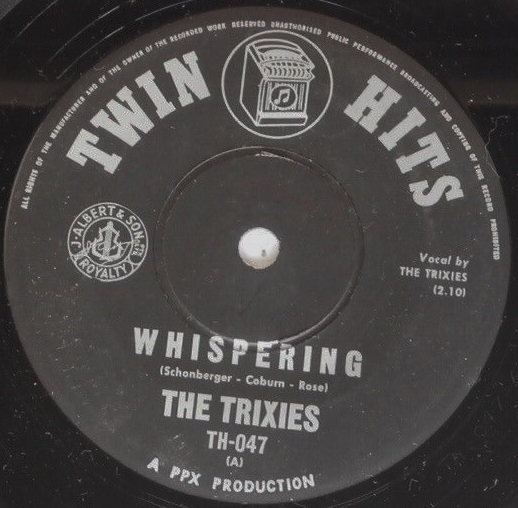 ALL RIGHTS OF THE MANUFACTURER AND OF THE OWNER OF THE RECORDED WORK RESERVED UNAUTHORISED PUBLIC PERFORMANCE BROADCASTING AND COPYING OF THIS RECORD PROHIBITED
TWIN HITS
J. ALBERT & SON PTY. LTD.
ROYALTY
Vocal by
THE TRIXIES
(2.10)
WHISPERING
(Schonberger - Coburn - Rose)
THE TRIXIES
TH-047
(A)
A PPX PRODUCTION